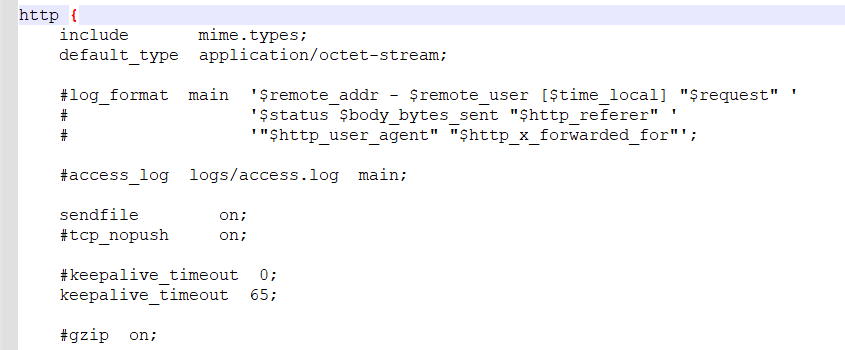 http {
    include       mime.types;
    default_type  application/octet-stream;
    #log_format  main  '$remote_addr - $remote_user [$time_local] "$request" '
    #                  '$status $body_bytes_sent "$http_referer" '
    #                  '"$http_user_agent" "$http_x_forwarded_for"';
    #access_log  logs/access.log  main;
    sendfile        on;
    #tcp_nopush     on;
    #keepalive_timeout  0;
    keepalive_timeout  65;
    #gzip  on;